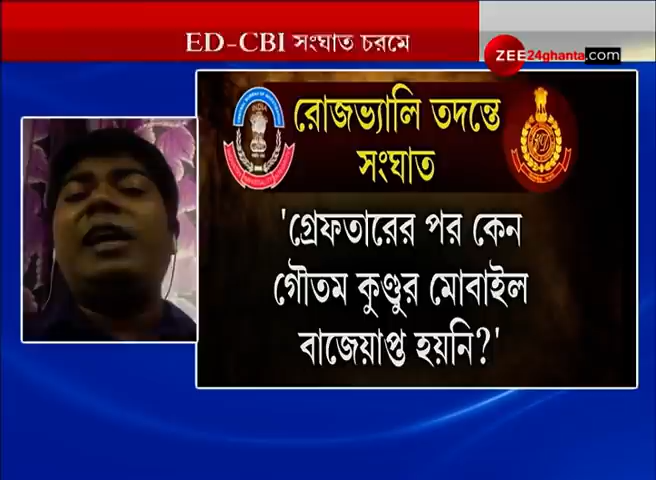 ED-CBI সংঘাত চরমে
ZEE24ghanta.com
রোজভ্যালি তদন্তে
সংঘাত
'গ্রেফতারের পর কেন
গৌতম কুণ্ডুর মোবাইল
বাজেয়াপ্ত হয়নি?'